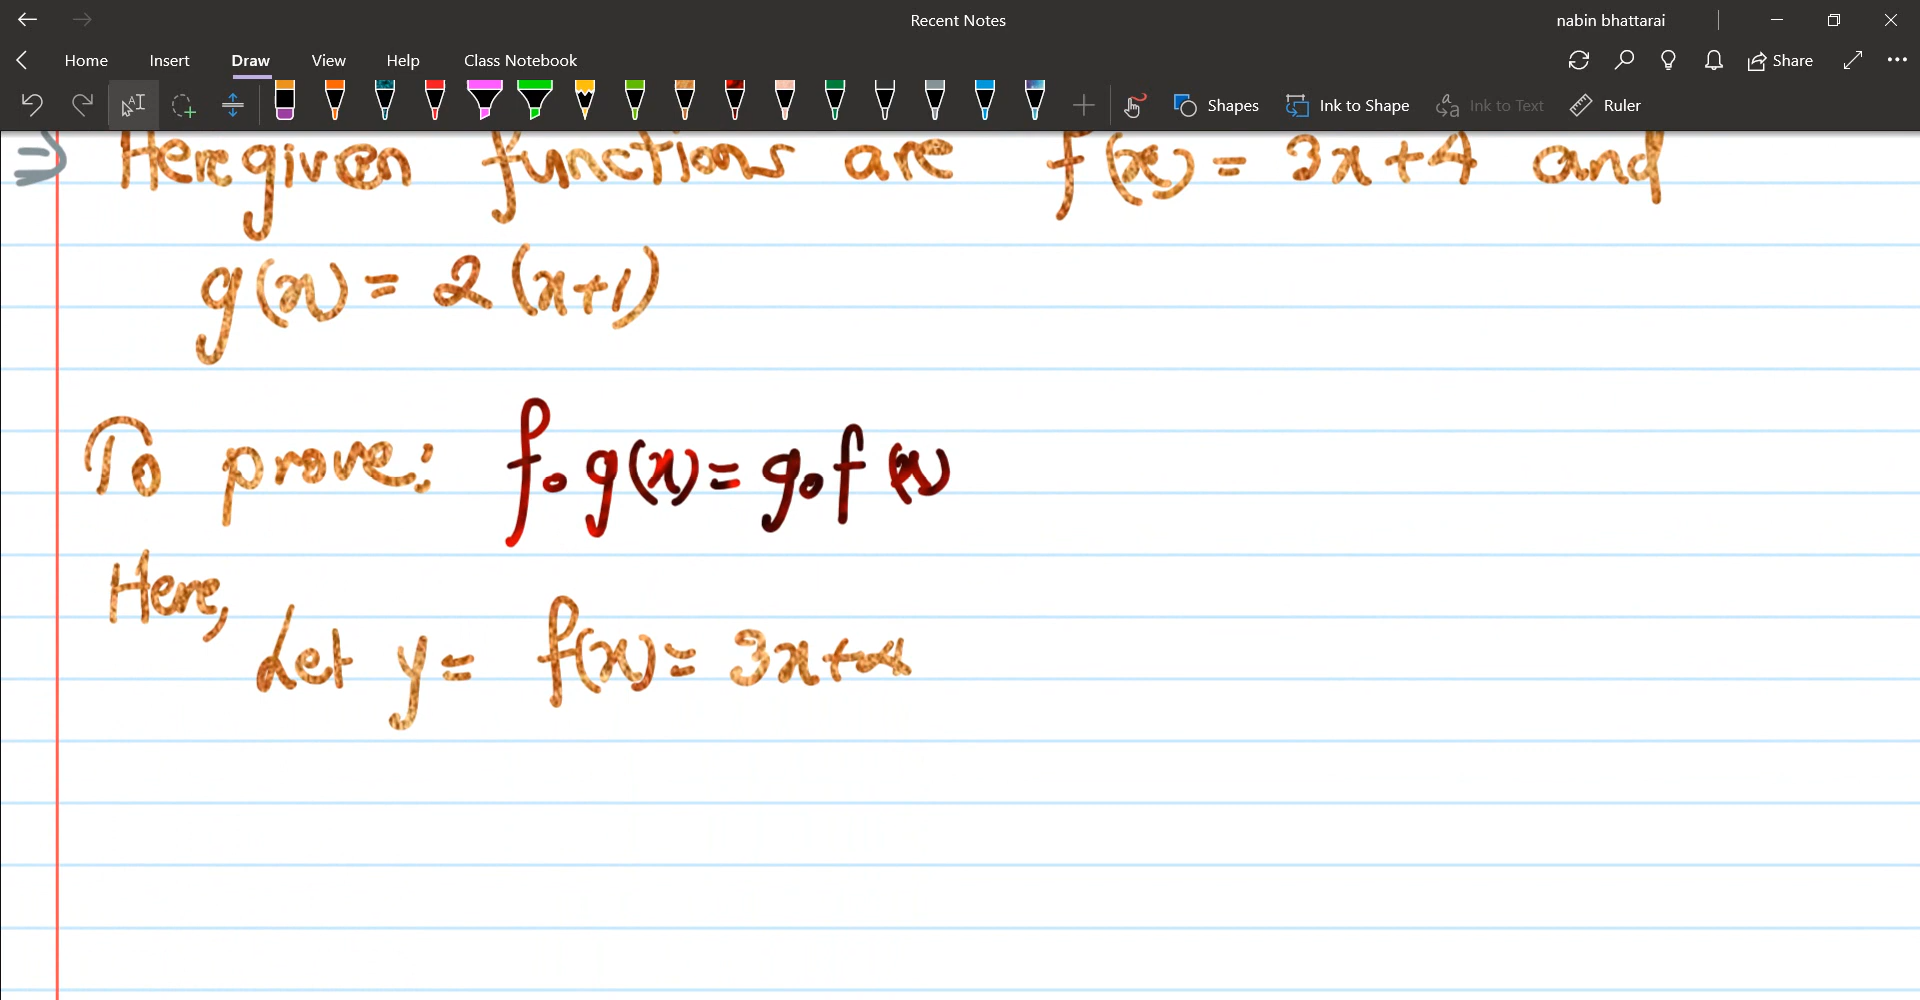 Recent Notes
nabin bhattarai
Home Insert Draw View Help Class Notebook
Share
Shapes Ink to Shape Ink to Text Ruler
⇒ Here given functions are f(x) = 3x+4 and
g(x) = 2(x+1)
To prove: fog(x) = gof(x)
Here,
Let y = f(x) = 3x+4